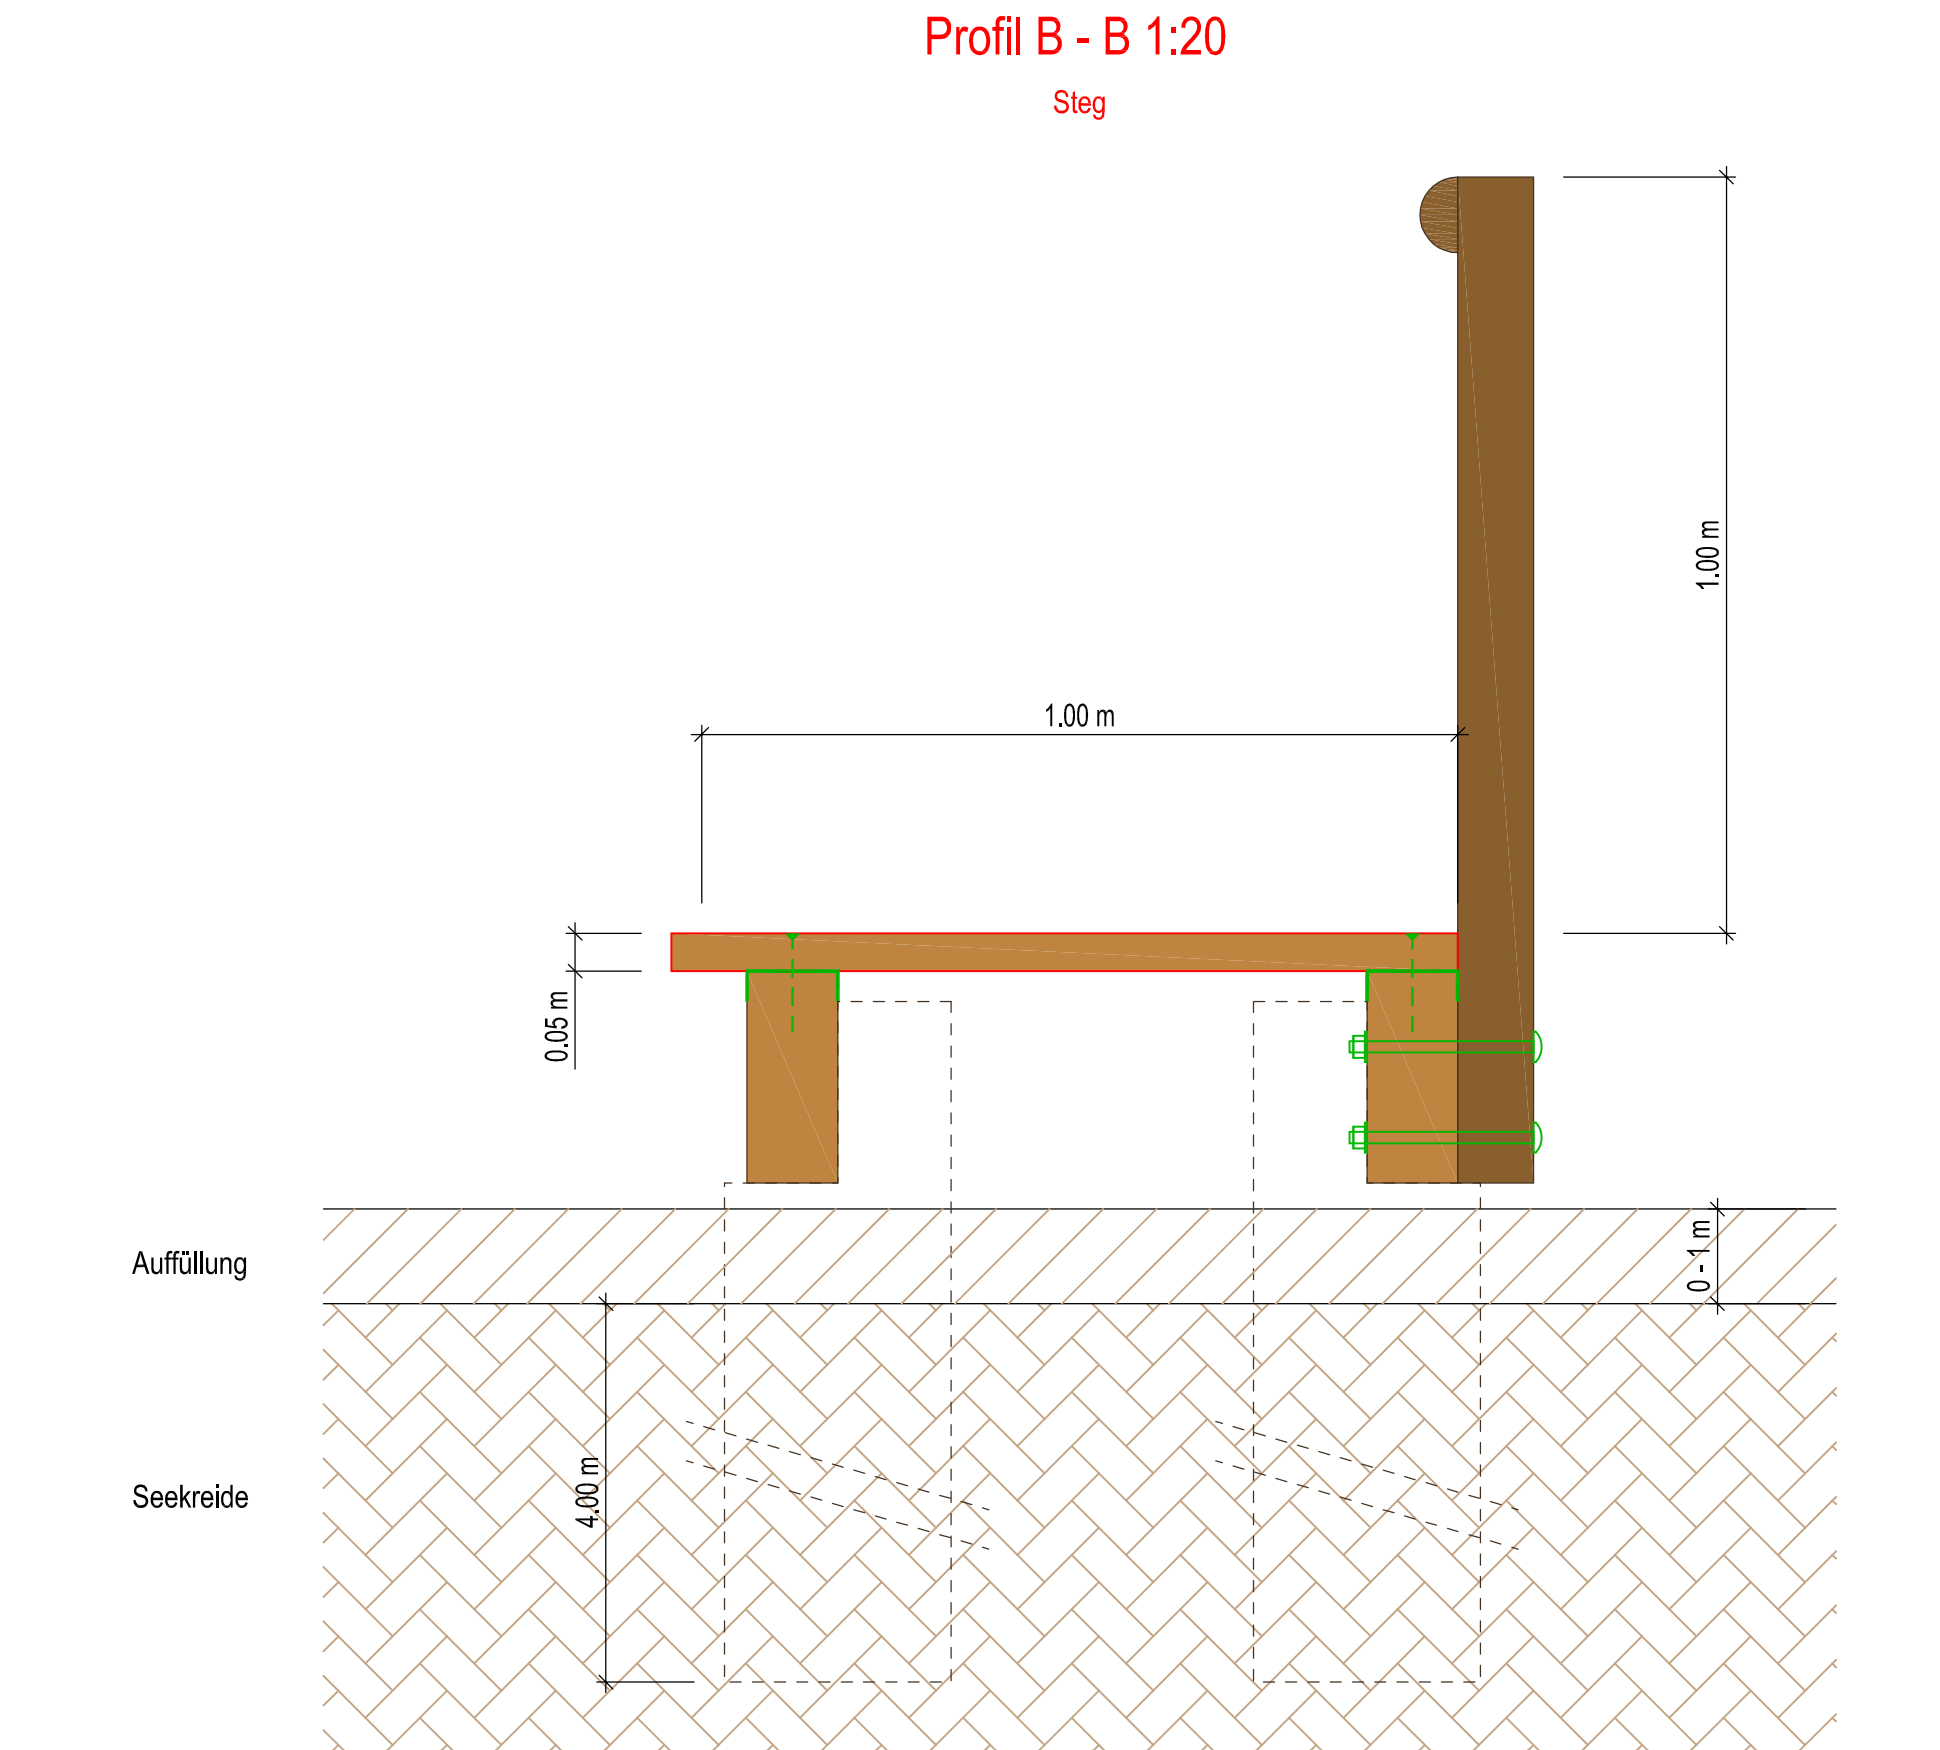 Profil B - B 1:20
Steg
1.00 m
1.00 m
0.05 m
Auffüllung
0 - 1 m
Seekreide
4.00 m